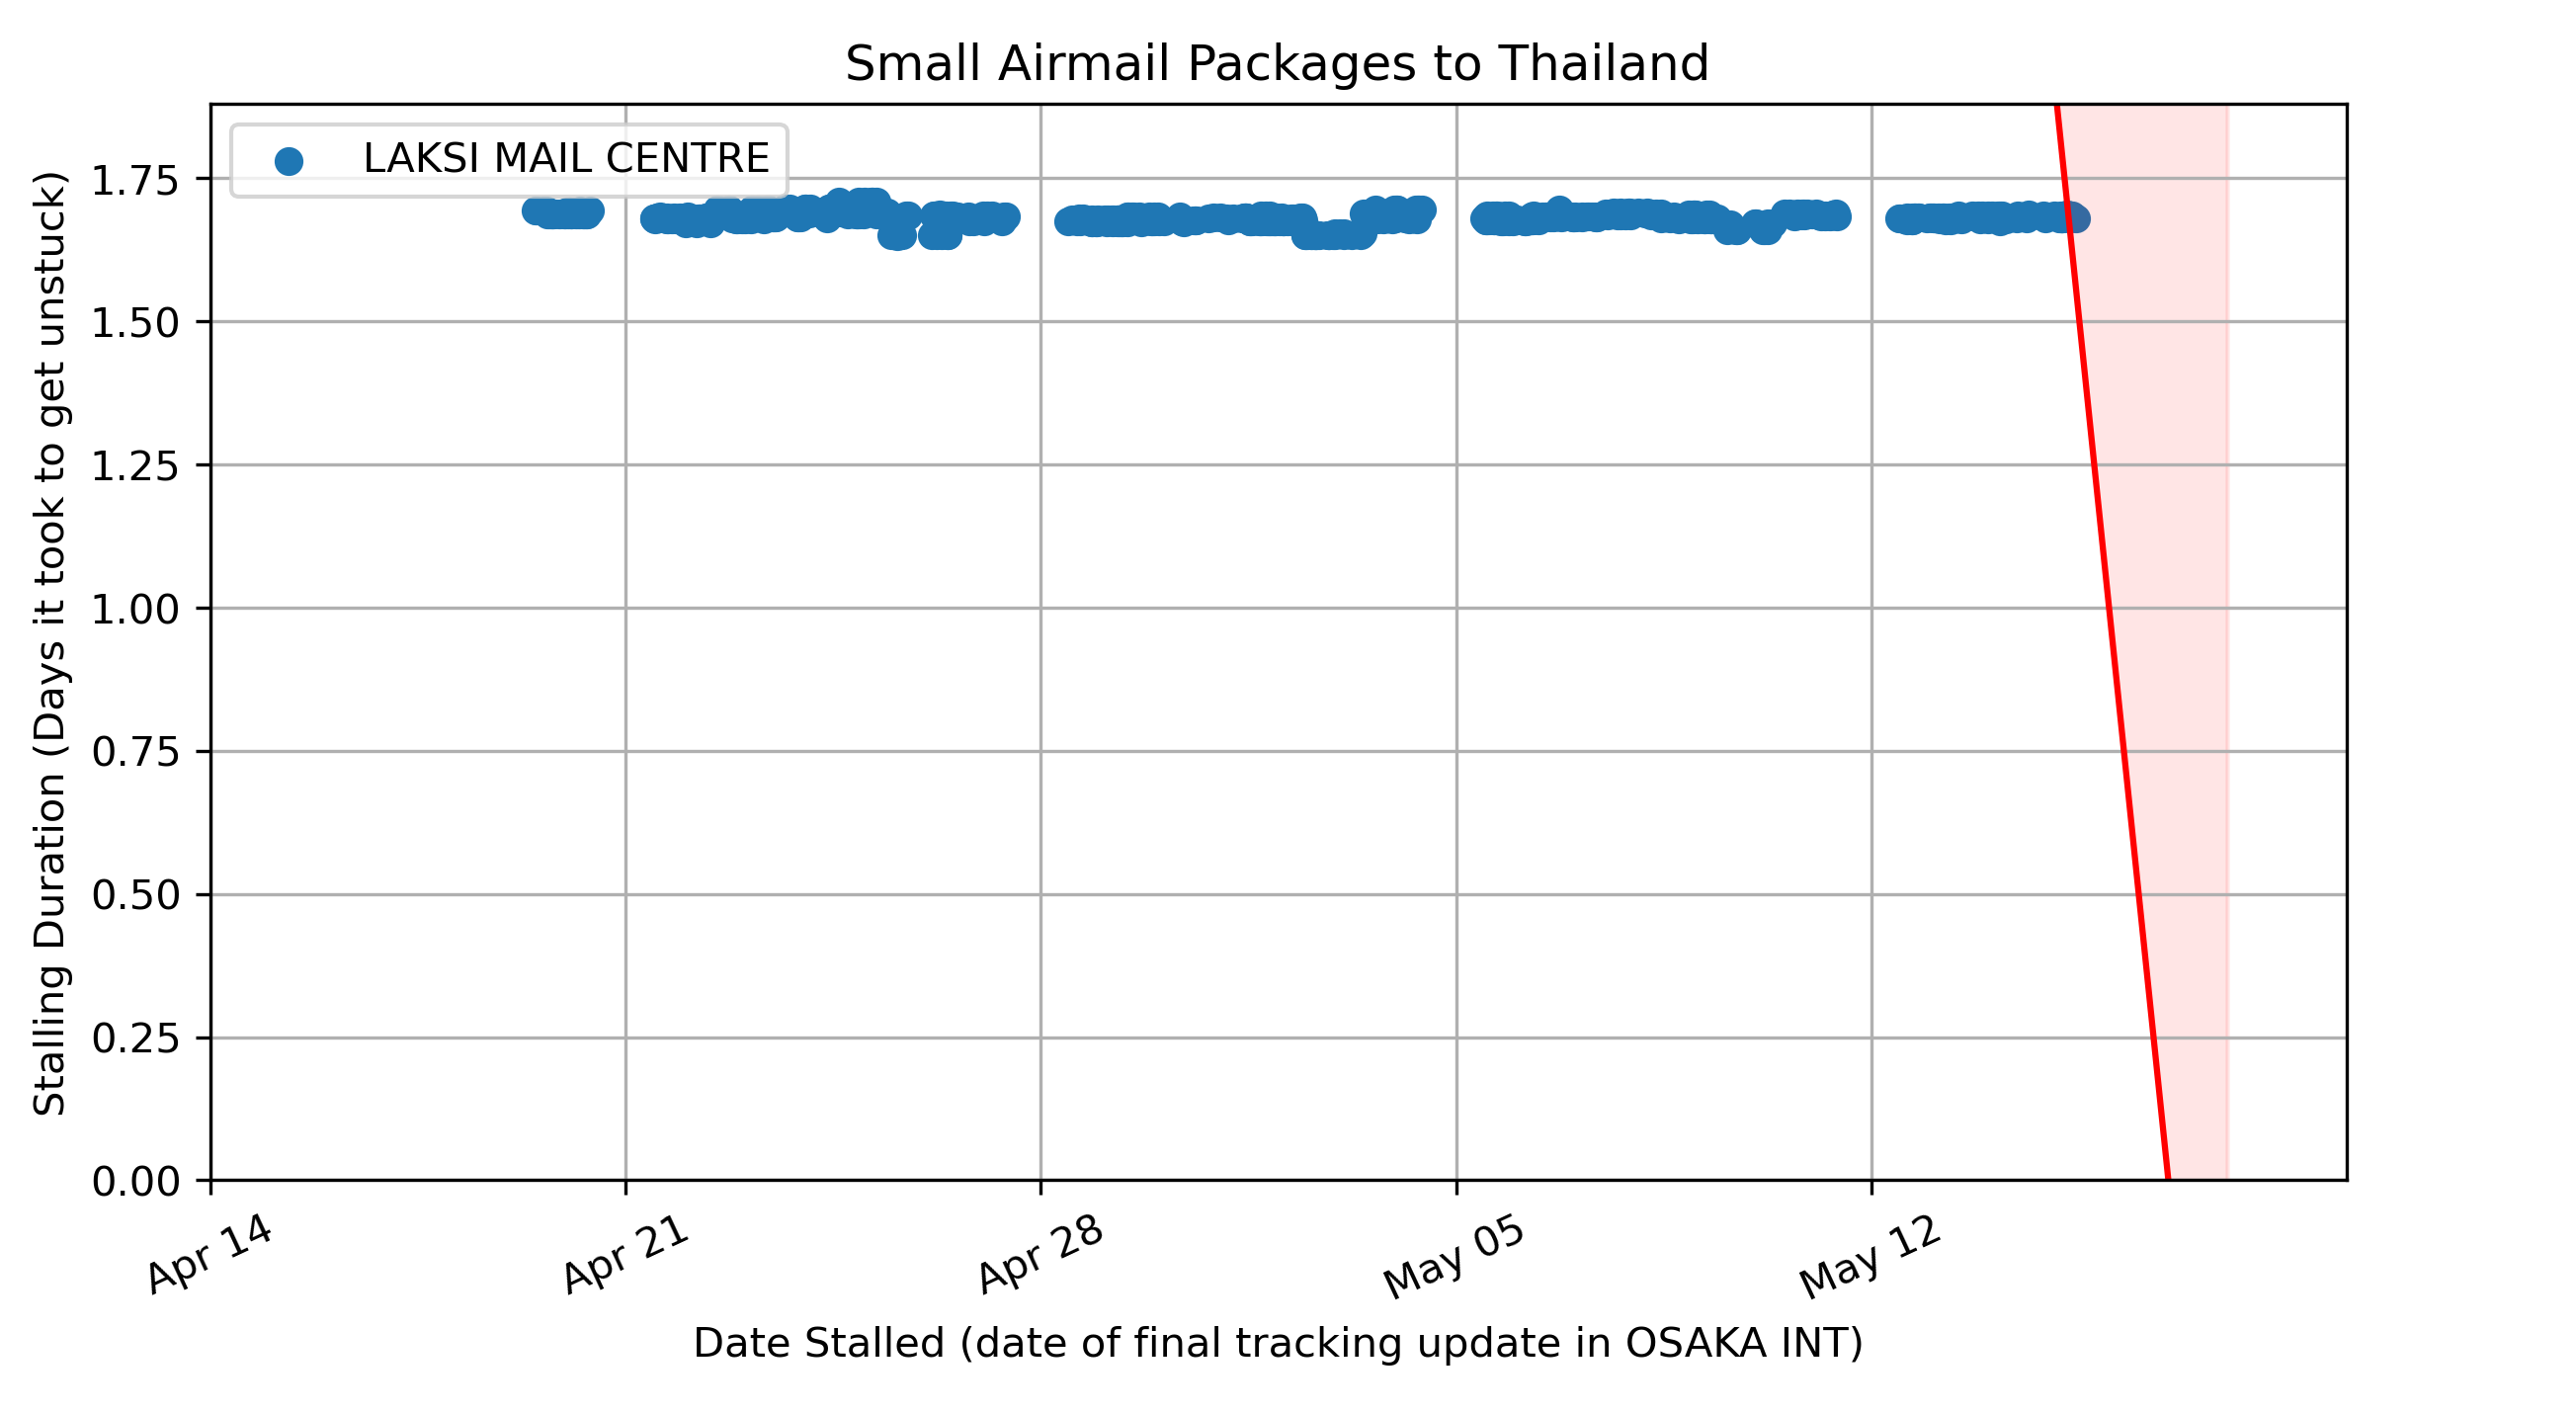 Small Airmail Packages to Thailand
LAKSI MAIL CENTRE
Stalling Duration (Days it took to get unstuck)
1.75
1.50
1.25
1.00
0.75
0.50
0.25
0.00
Apr 14
Apr 21
Apr 28
May 05
May 12
Date Stalled (date of final tracking update in OSAKA INT)